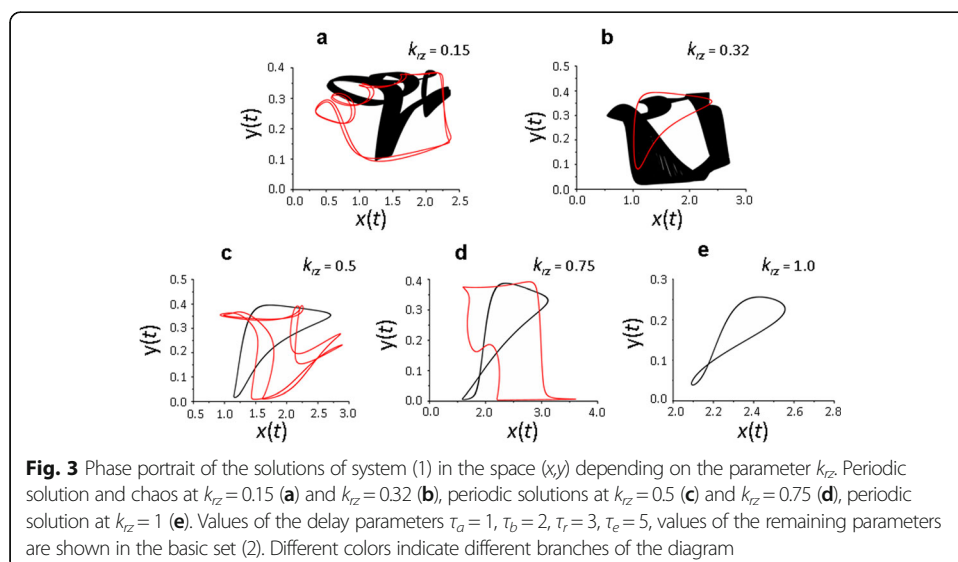 a
k_rz = 0.15
y(t)
0.4
0.3
0.2
0.1
0.0
0.0 0.5 1.0 1.5 2.0 2.5
x(t)
b
k_rz = 0.32
y(t)
0.5
0.4
0.3
0.2
0.1
0.0
0.0 1.0 2.0 3.0
x(t)
c
k_rz = 0.5
y(t)
0.5
0.4
0.3
0.2
0.1
0.0
0.5 1.0 1.5 2.0 2.5 3.0
x(t)
d
k_rz = 0.75
y(t)
0.4
0.3
0.2
0.1
0.0
0.0 2.0 3.0 4.0
x(t)
e
k_rz = 1.0
y(t)
0.2
0.1
0.0
2.0 2.2 2.4 2.6 2.8
x(t)
Fig. 3 Phase portrait of the solutions of system (1) in the space (x,y) depending on the parameter k_rz. Periodic
solution and chaos at k_rz = 0.15 (a) and k_rz = 0.32 (b), periodic solutions at k_rz = 0.5 (c) and k_rz = 0.75 (d), periodic
solution at k_rz = 1 (e). Values of the delay parameters τ_a = 1, τ_b = 2, τ_r = 3, τ_e = 5, values of the remaining parameters
are shown in the basic set (2). Different colors indicate different branches of the diagram